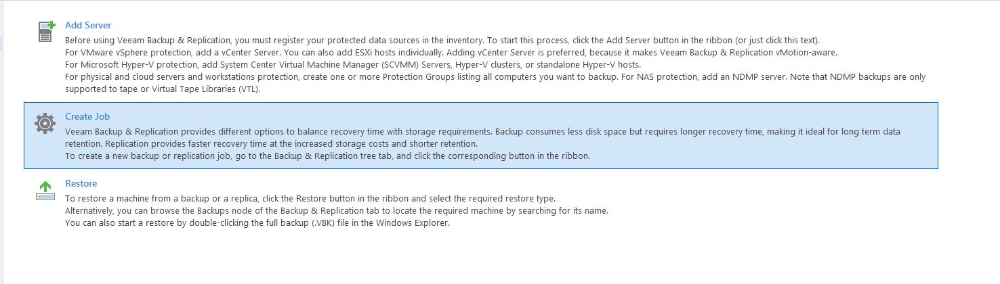 Add Server
Before using Veeam Backup & Replication, you must register your protected data sources in the inventory. To start this process, click the Add Server button in the ribbon (or just click this text).
For VMware vSphere protection, add a vCenter Server. You can also add ESXi hosts individually. Adding vCenter Server is preferred, because it makes Veeam Backup & Replication vMotion-aware.
For Microsoft Hyper-V protection, add System Center Virtual Machine Manager (SCVMM) Servers, Hyper-V clusters, or standalone Hyper-V hosts.
For physical and cloud servers and workstations protection, create one or more Protection Groups listing all computers you want to backup. For NAS protection, add an NDMP server. Note that NDMP backups are only
supported to tape or Virtual Tape Libraries (VTL).
Create Job
Veeam Backup & Replication provides different options to balance recovery time with storage requirements. Backup consumes less disk space but requires longer recovery time, making it ideal for long term data
retention. Replication provides faster recovery time at the increased storage costs and shorter retention.
To create a new backup or replication job, go to the Backup & Replication tree tab, and click the corresponding button in the ribbon.
Restore
To restore a machine from a backup or a replica, click the Restore button in the ribbon and select the required restore type.
Alternatively, you can browse the Backups node of the Backup & Replication tab to locate the required machine by searching for its name.
You can also start a restore by double-clicking the full backup (.VBK) file in the Windows Explorer.